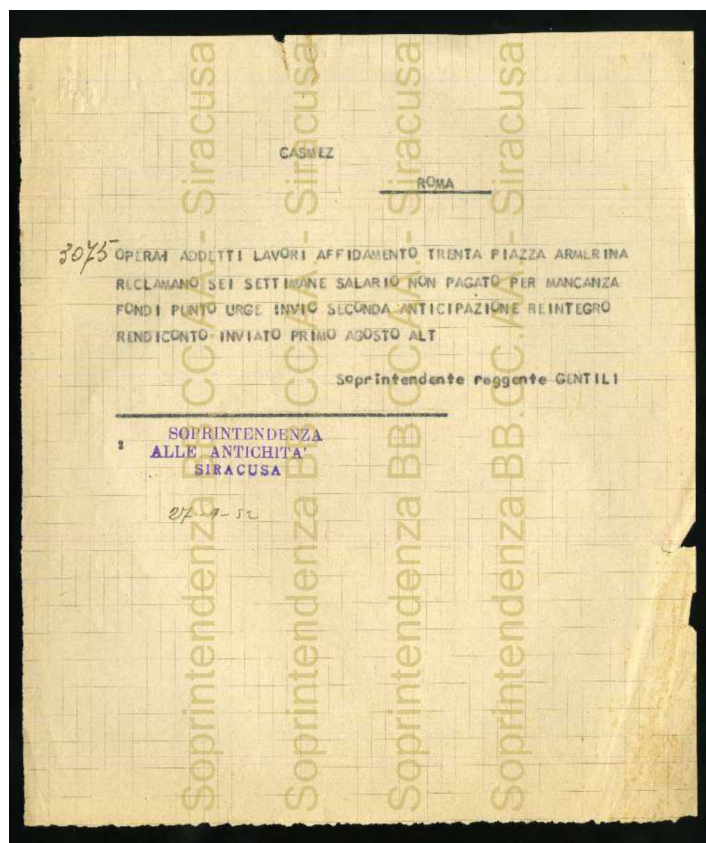 CASMEZ
ROMA
3075 OPERAI ADDETTI LAVORI AFFIDAMENTO TRENTA PIAZZA ARMERINA
RECLAMANO SEI SETTIMANE SALARIO NON PAGATO PER MANCANZA
FONDI PUNTO URGE INVIO SECONDA ANTICIPAZIONE REINTEGRO
RENDICONTO INVIATO PRIMO AGOSTO ALT
Soprintendente reggente GENTILI
SOPRINTENDENZA
ALLE ANTICHITA'
SIRACUSA
27-9-52
Soprintendenza BB.CC.AA. - Siracusa
Soprintendenza BB.CC.AA. - Siracusa
Soprintendenza BB.CC.AA. - Siracusa
Soprintendenza BB.CC.AA. - Siracusa